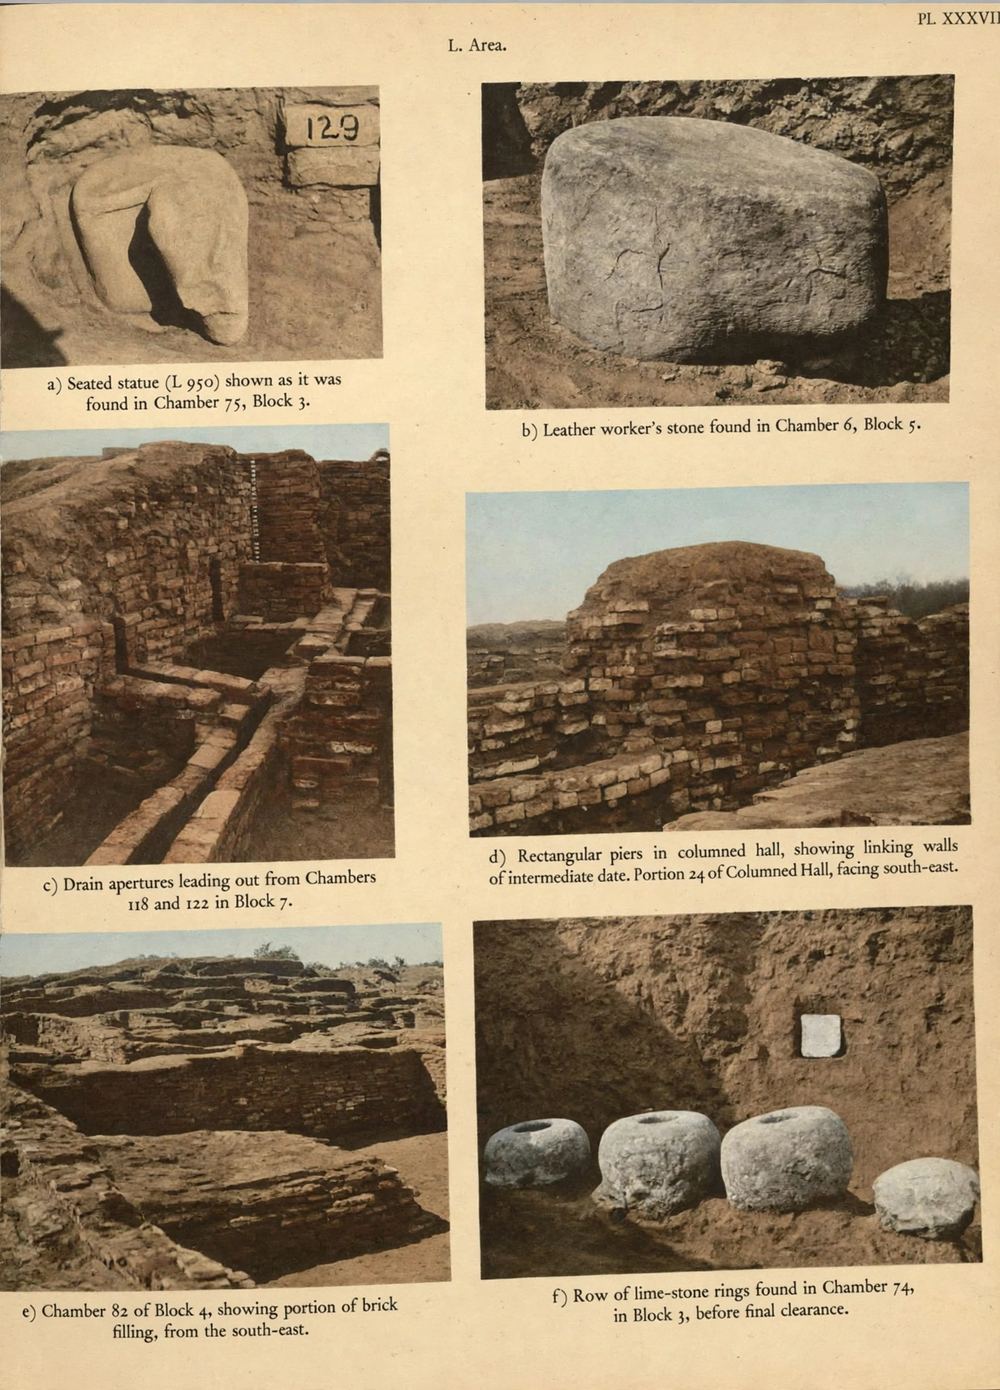 PL. XXXVII
L. Area.
129
a) Seated statue (L 950) shown as it was
found in Chamber 75, Block 3.
b) Leather worker's stone found in Chamber 6, Block 5.
c) Drain apertures leading out from Chambers
118 and 122 in Block 7.
d) Rectangular piers in columned hall, showing linking walls
of intermediate date. Portion 24 of Columned Hall, facing south-east.
e) Chamber 82 of Block 4, showing portion of brick
filling, from the south-east.
f) Row of lime-stone rings found in Chamber 74,
in Block 3, before final clearance.